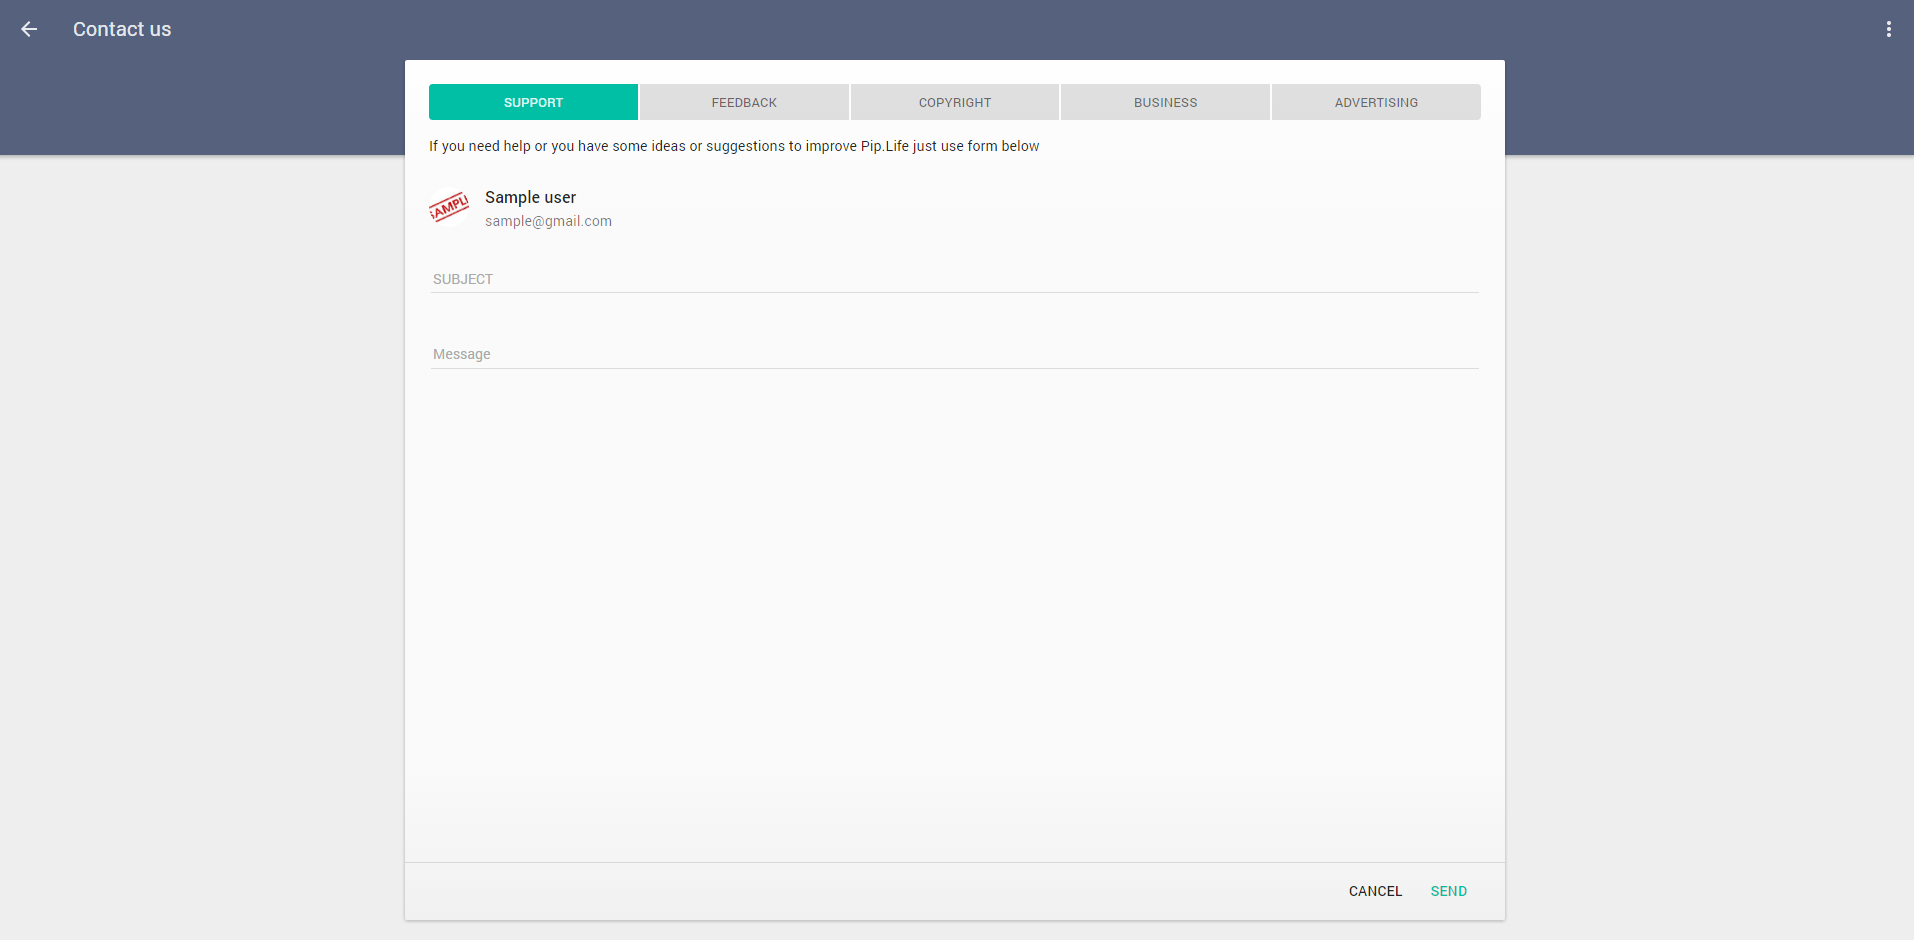 Contact us
SUPPORT
FEEDBACK
COPYRIGHT
BUSINESS
ADVERTISING
If you need help or you have some ideas or suggestions to improve Pip.Life just use form below
SAMPL
Sample user
sample@gmail.com
SUBJECT
Message
CANCEL
SEND